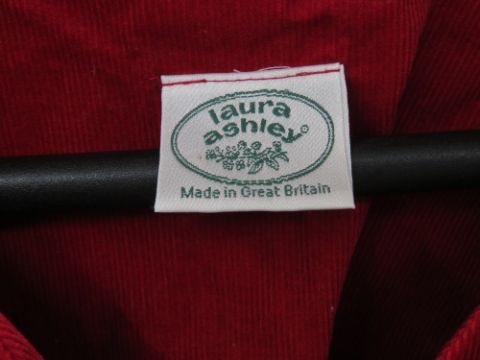 laura
ashley®
Made in Great Britain